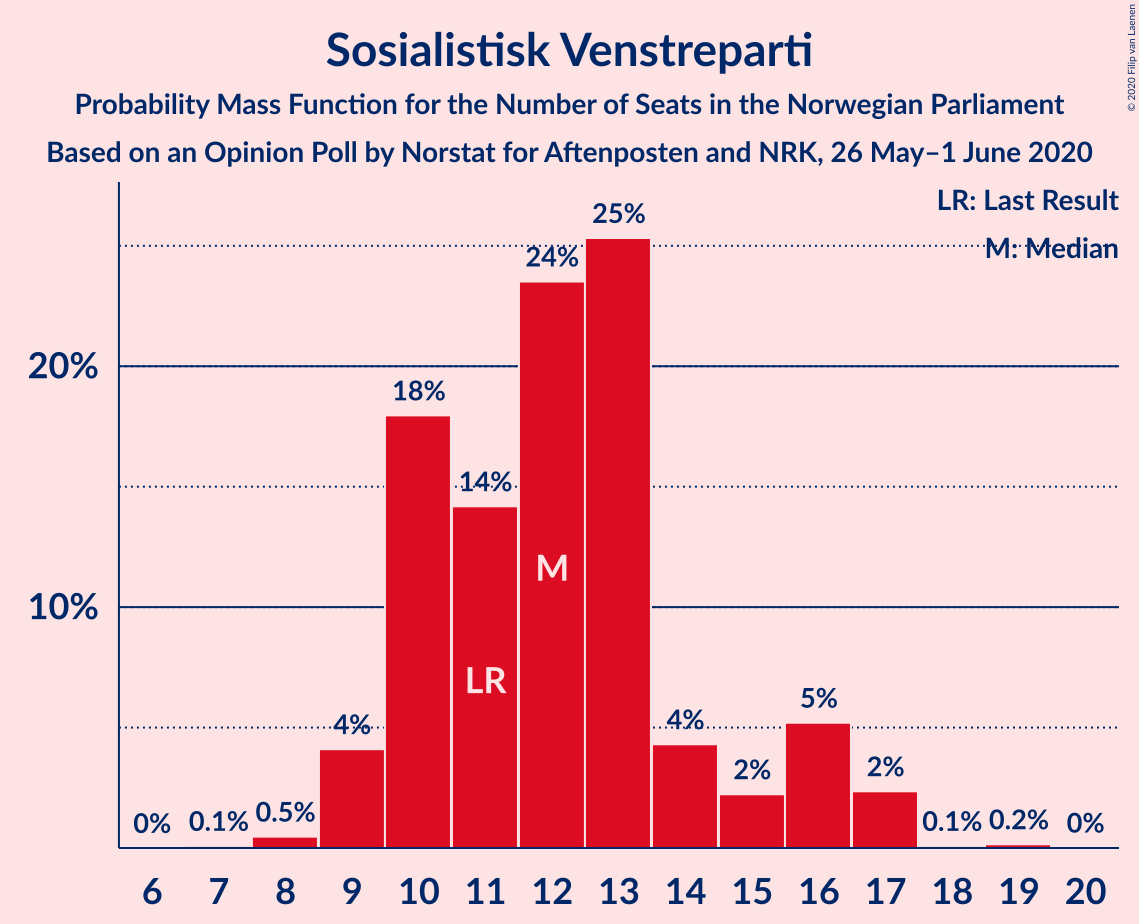 Sosialistisk Venstreparti
Probability Mass Function for the Number of Seats in the Norwegian Parliament
Based on an Opinion Poll by Norstat for Aftenposten and NRK, 26 May–1 June 2020
© 2020 Filip van Laenen
LR: Last Result
M: Median
20%
10%
0%
0.1%
0.5%
4%
18%
14%
24%
25%
4%
2%
5%
2%
0.1%
0.2%
0%
LR
M
6 7 8 9 10 11 12 13 14 15 16 17 18 19 20